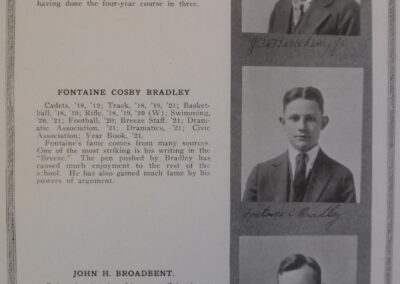 having done the four-year course in three.
FONTAINE COSBY BRADLEY
Cadets, '18, '19; Track, '18, '19, '21; Basket-
ball, '18, '19; Rifle, '18, '19, '20 (W); Swimming,
'20, '21; Football, '20; Breeze Staff, '21; Dram-
atic Association, '21; Dramatics, '21; Civic
Association; Year Book, '21.
Fontaine's fame comes from many sources.
One of the most striking is his writing in the
"Breeze." The pen pushed by Bradley has
caused much enjoyment to the rest of the
school. He has also gained much fame by his
powers of argument.
Fontaine C Bradley
JOHN H. BROADBENT.